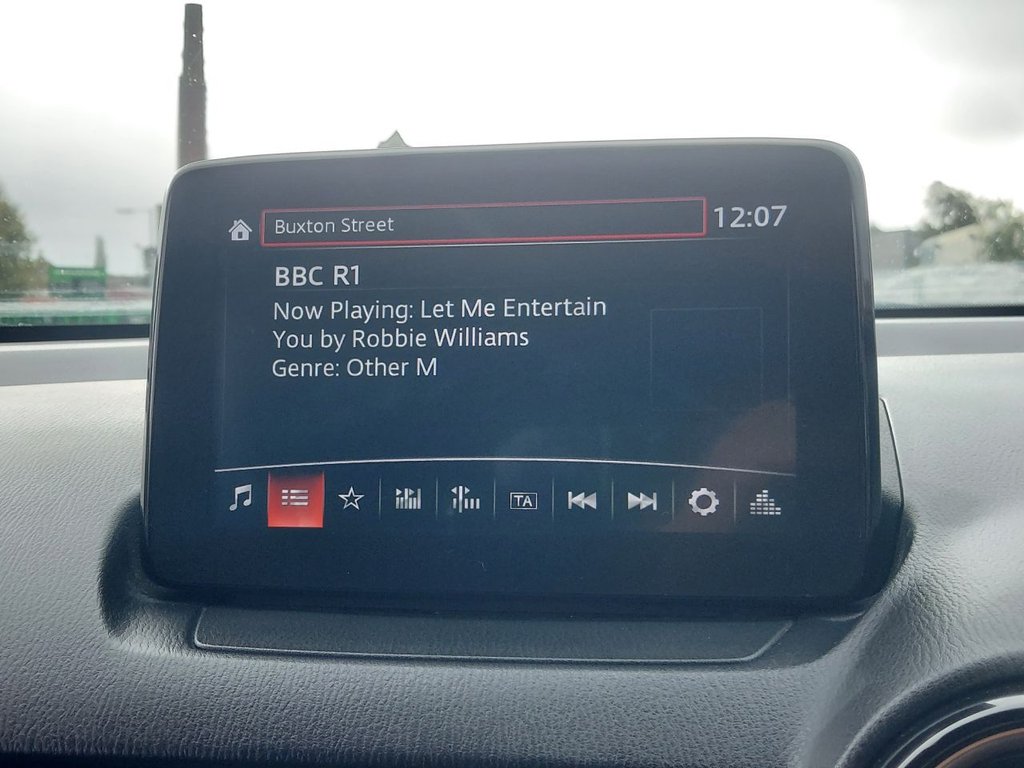 Buxton Street
12:07
BBC R1
Now Playing: Let Me Entertain
You by Robbie Williams
Genre: Other M
TA